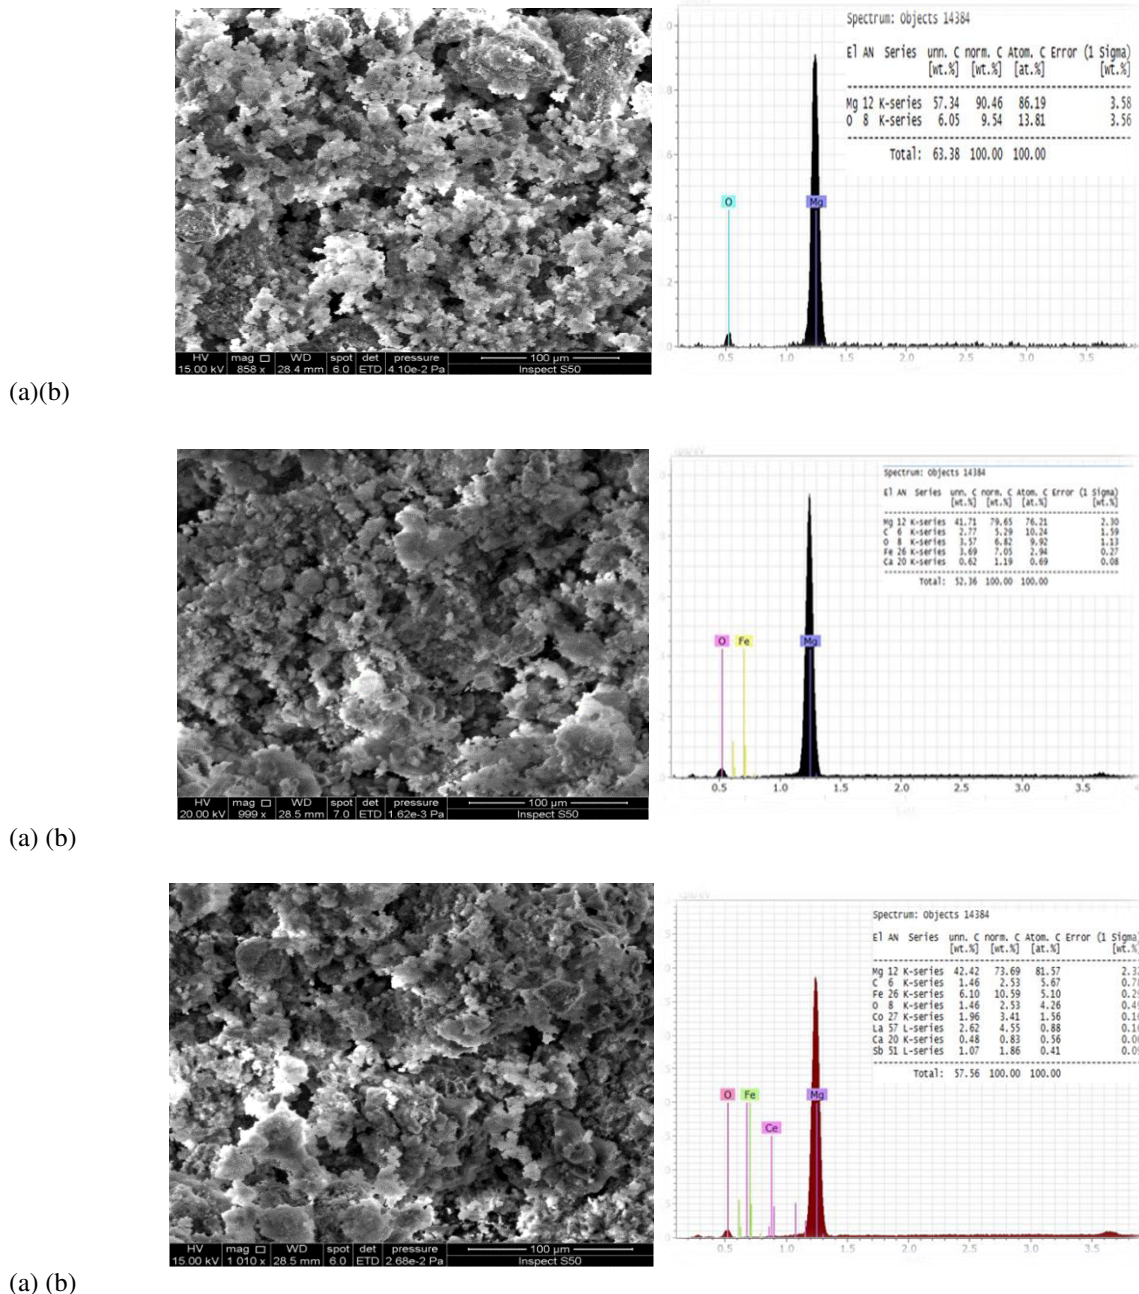 Spectrum: Objects 14384
El AN Series unn. C norm. C Atom. C Error (1 Sigma)
[wt.%] [wt.%] [at.%] [wt.%]
Mg 12 K-series 57.34 90.46 86.19 3.58
O 8 K-series 6.05 9.54 13.81 3.56
Total: 63.38 100.00 100.00
O Mg
0.5 1.0 1.5 2.0 2.5 3.0 3.5
HV mag WD spot det pressure 100 µm
15.00 kV 858 x 28.4 mm 6.0 ETD 4.10e-2 Pa Inspect S50
(a)(b)
Spectrum: Objects 14384
El AN Series unn. C norm. C Atom. C Error (1 Sigma)
[wt.%] [wt.%] [at.%] [wt.%]
Mg 12 K-series 41.71 79.65 76.21 2.30
C 6 K-series 2.77 5.29 10.24 1.59
O 8 K-series 3.57 6.82 9.92 1.13
Fe 26 K-series 3.69 7.05 2.94 0.27
Ca 20 K-series 0.62 1.19 0.69 0.08
Total: 52.36 100.00 100.00
O Fe Mg
0.5 1.0 1.5 2.0 2.5 3.0 3.5
HV mag WD spot det pressure 100 µm
20.00 kV 999 x 28.5 mm 7.0 ETD 1.62e-3 Pa Inspect S50
(a) (b)
Spectrum: Objects 14384
El AN Series unn. C norm. C Atom. C Error (1 Sigma)
[wt.%] [wt.%] [at.%] [wt.%]
Mg 12 K-series 42.42 73.69 81.57 2.32
C 6 K-series 1.46 2.53 5.67 0.78
Fe 26 K-series 6.10 10.59 5.10 0.29
O 8 K-series 1.46 2.53 4.26 0.49
Co 27 K-series 1.96 3.41 1.56 0.10
La 57 L-series 2.62 4.55 0.88 0.10
Ca 20 K-series 0.48 0.83 0.56 0.06
Sb 51 L-series 1.07 1.86 0.41 0.09
Total: 57.56 100.00 100.00
O Fe Ce Mg
0.5 1.0 1.5 2.0 2.5 3.0 3.5
HV mag WD spot det pressure 100 µm
15.00 kV 1 010 x 28.5 mm 6.0 ETD 2.68e-2 Pa Inspect S50
(a) (b)